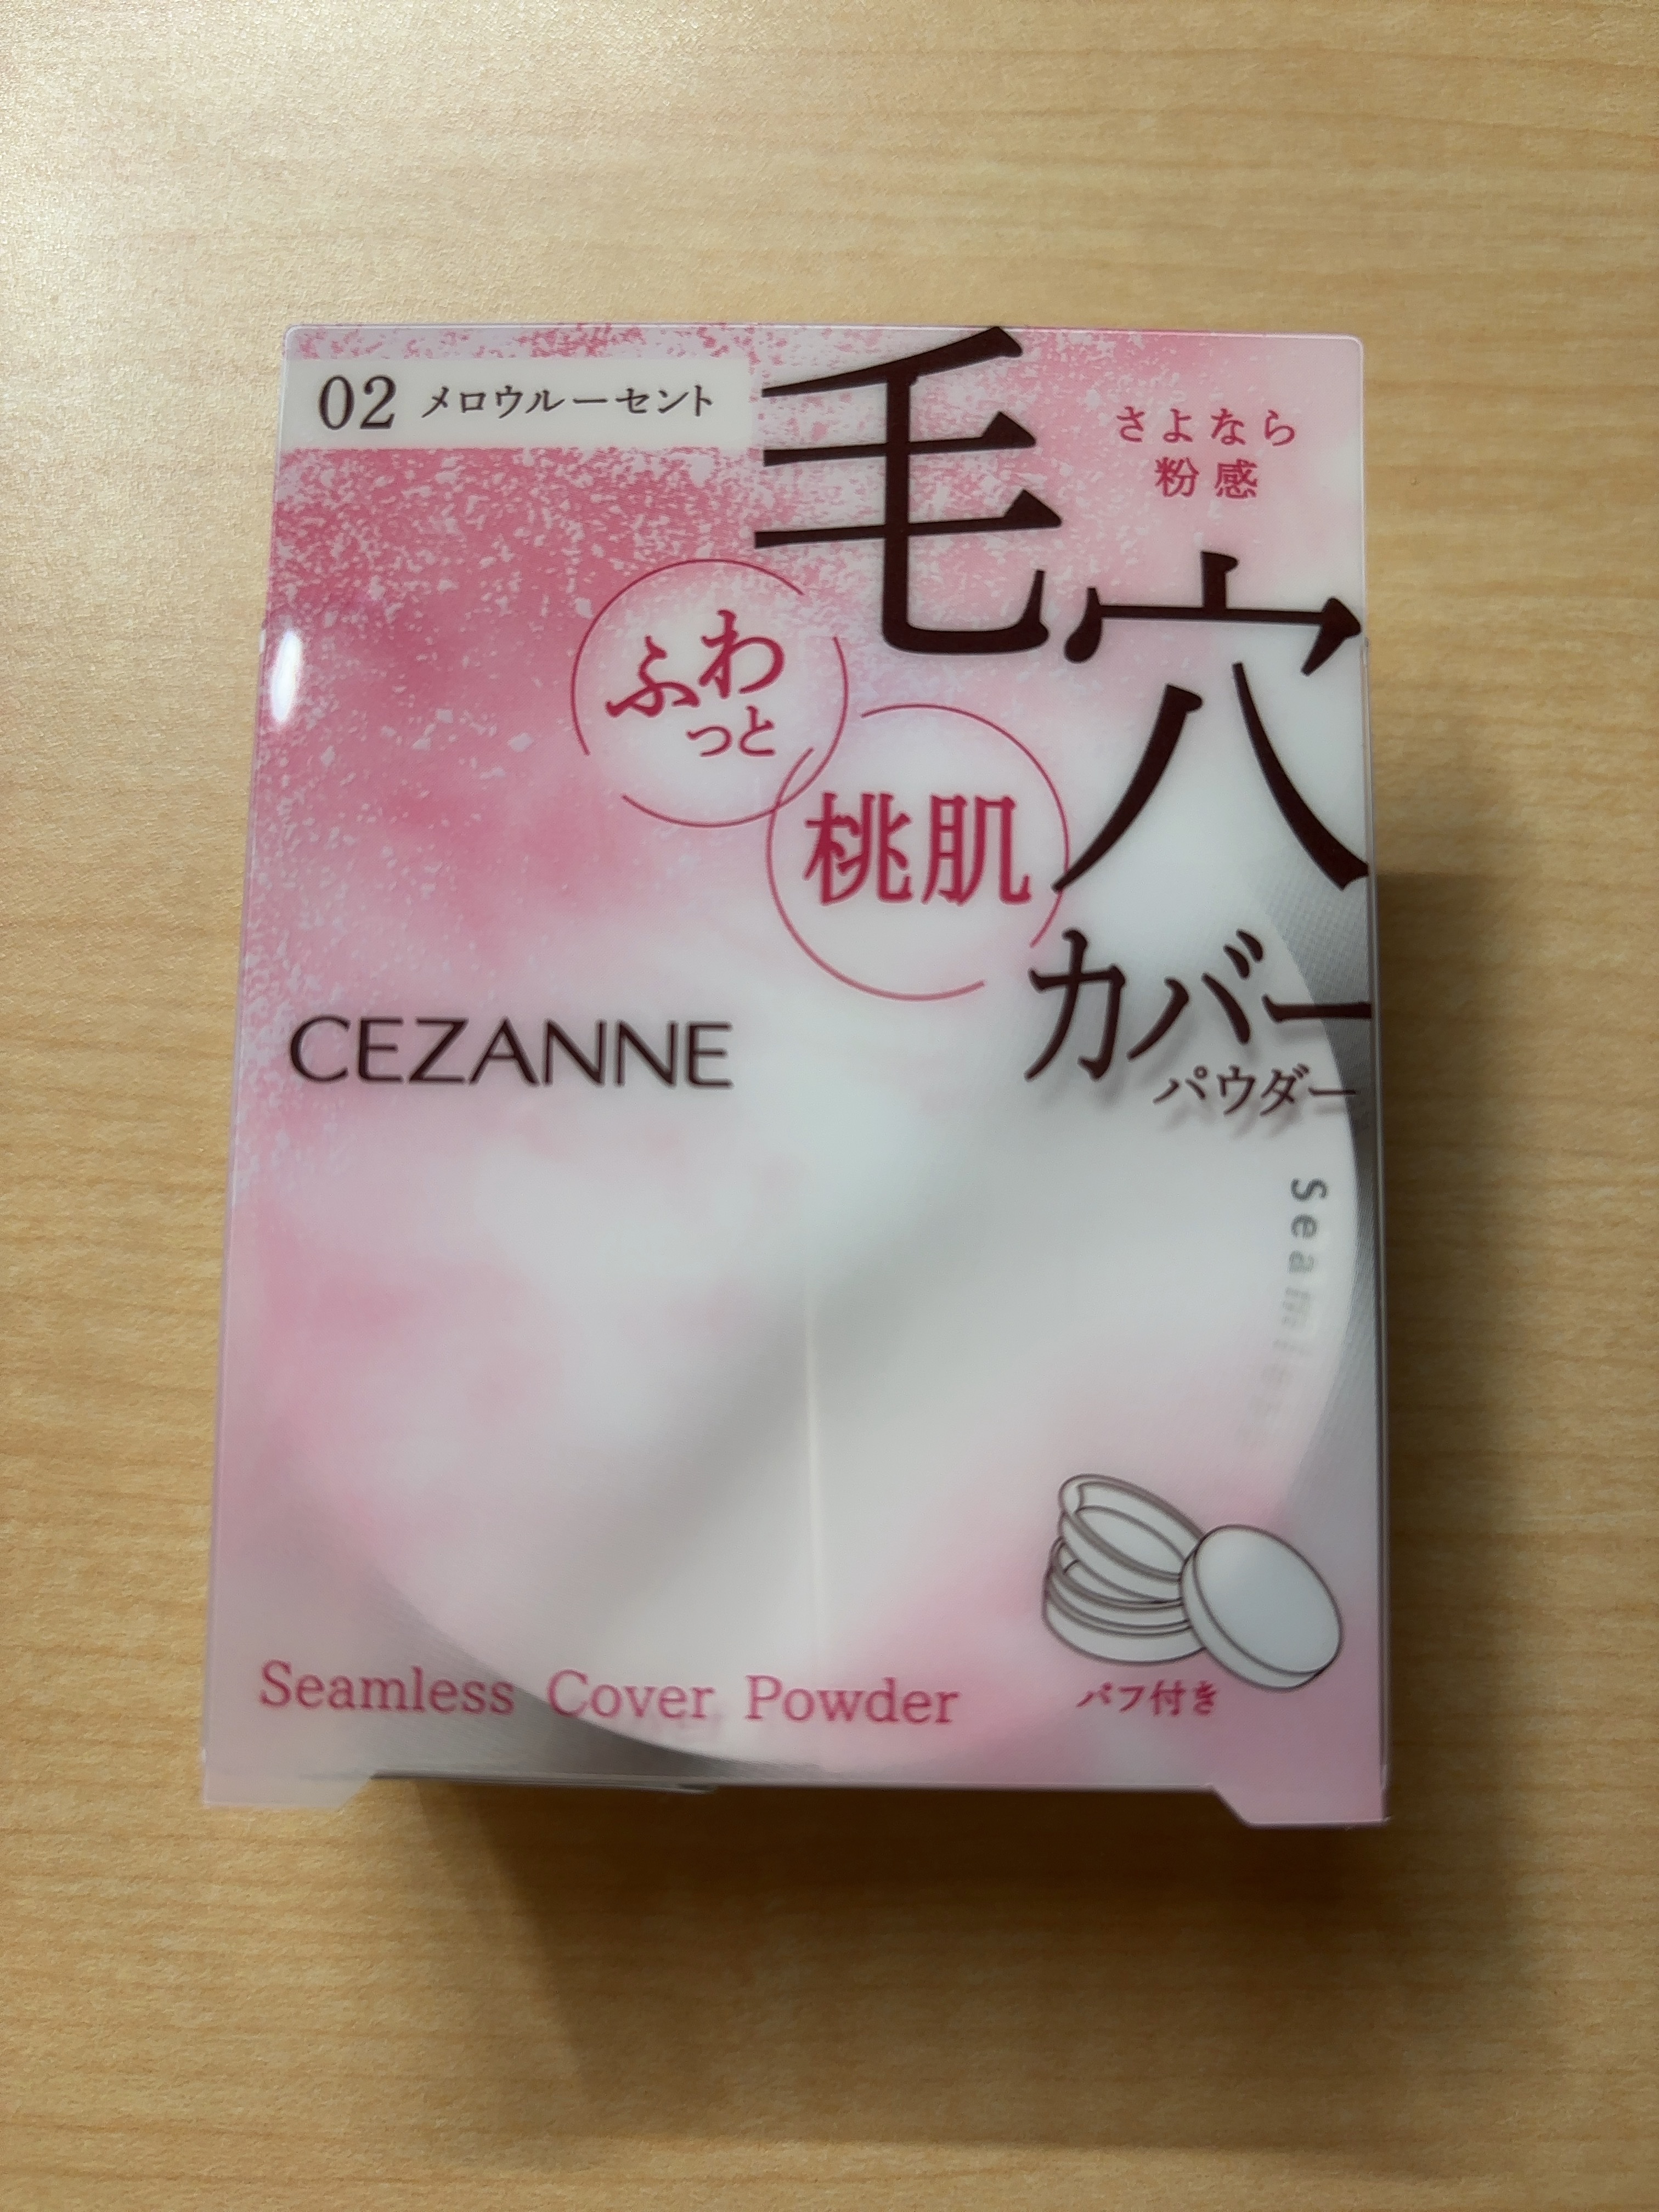 02 メロウルーセント
さよなら
粉感
毛穴
カバー
パウダー
ふわ
っと
桃肌
CEZANNE
Seamless
Seamless Cover Powder
パフ付き